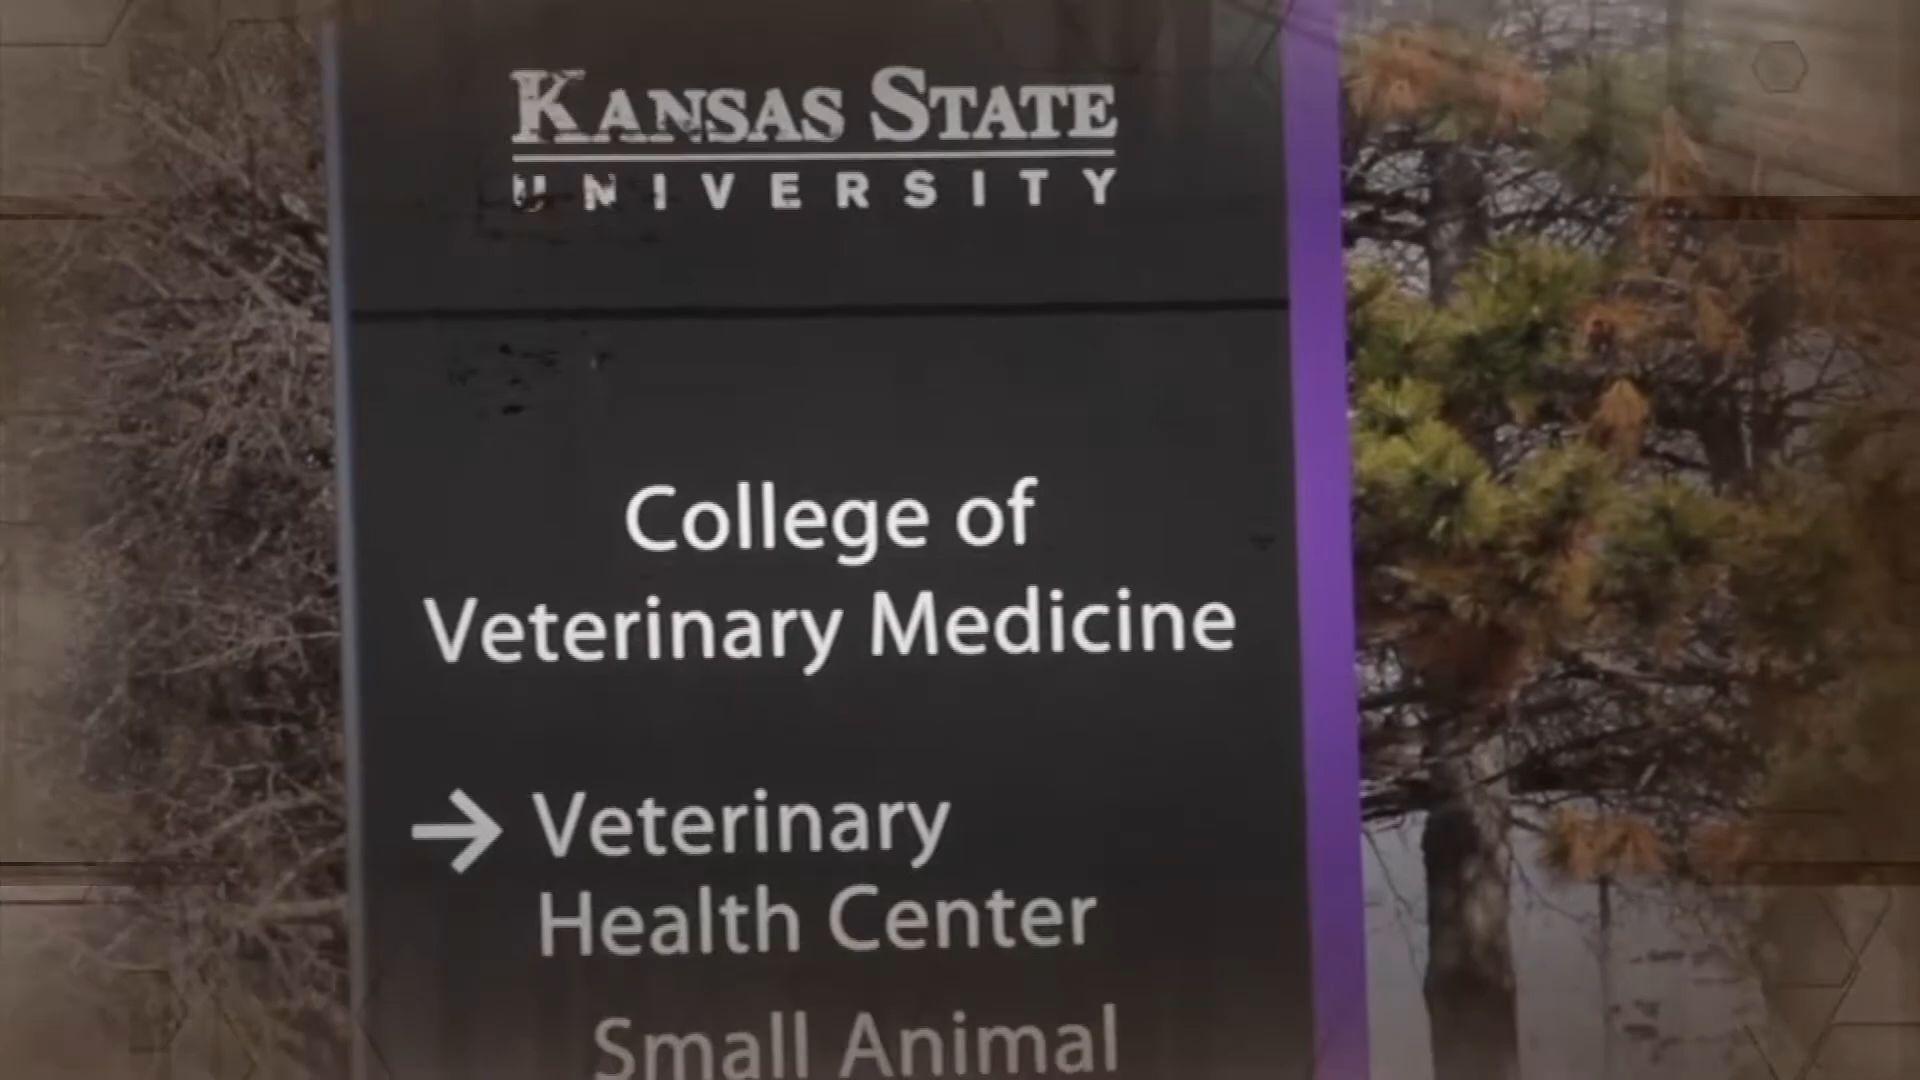 KANSAS STATE
UNIVERSITY
College of
Veterinary Medicine
→ Veterinary
Health Center
Small Animal